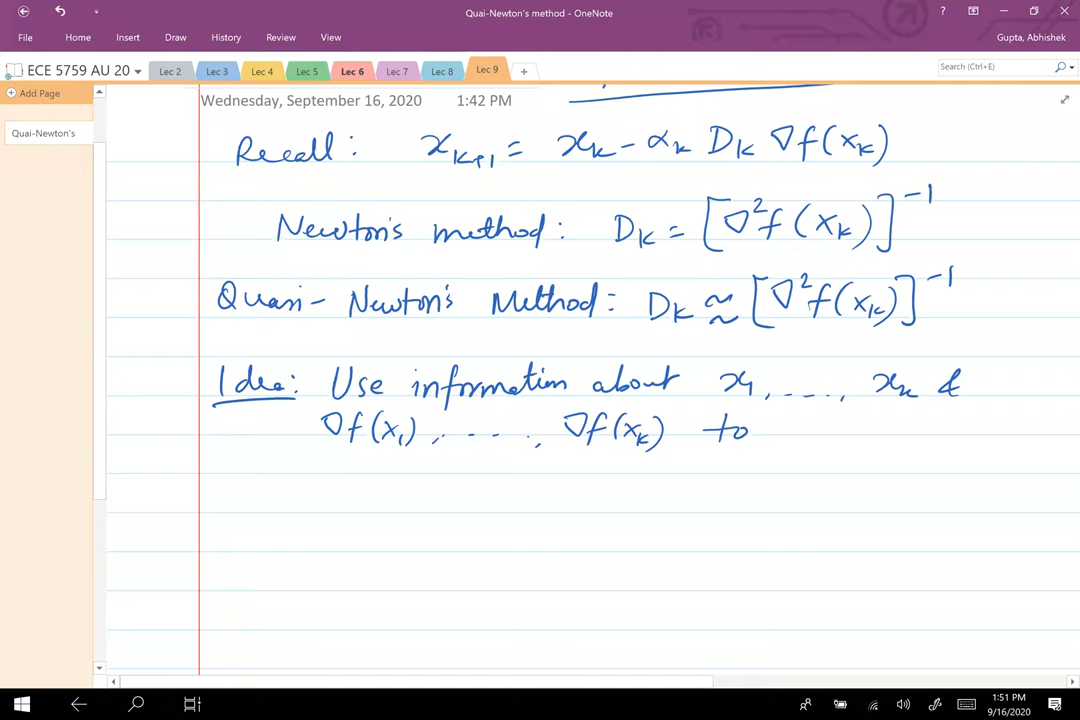 Quai-Newton's method - OneNote
File Home Insert Draw History Review View
Gupta, Abhishek
ECE 5759 AU 20
Lec 2 Lec 3 Lec 4 Lec 5 Lec 6 Lec 7 Lec 8 Lec 9
Search (Ctrl+E)
Add Page
Quai-Newton's
Wednesday, September 16, 2020 1:42 PM
Recall: x_{k+1} = x_k - α_k D_k ∇f(x_k)
Newton's method: D_k = [∇²f(x_k)]^{-1}
Quasi-Newton's Method: D_k ≈ [∇²f(x_k)]^{-1}
Idea: Use information about x_1, ...., x_k &
∇f(x_1), ....., ∇f(x_k) to
1:51 PM
9/16/2020